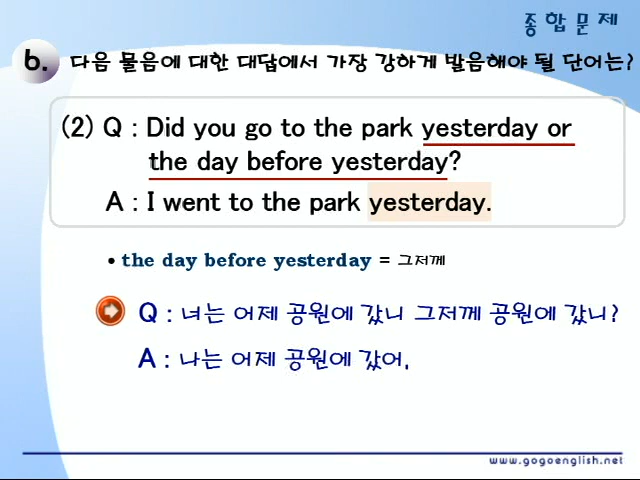 종합문제
b. 다음 물음에 대한 대답에서 가장 강하게 발음해야 될 단어는?
(2) Q : Did you go to the park yesterday or
the day before yesterday?
A : I went to the park yesterday.
• the day before yesterday = 그저께
Q : 너는 어제 공원에 갔니 그저께 공원에 갔니?
A : 나는 어제 공원에 갔어.
www.gogoenglish.net